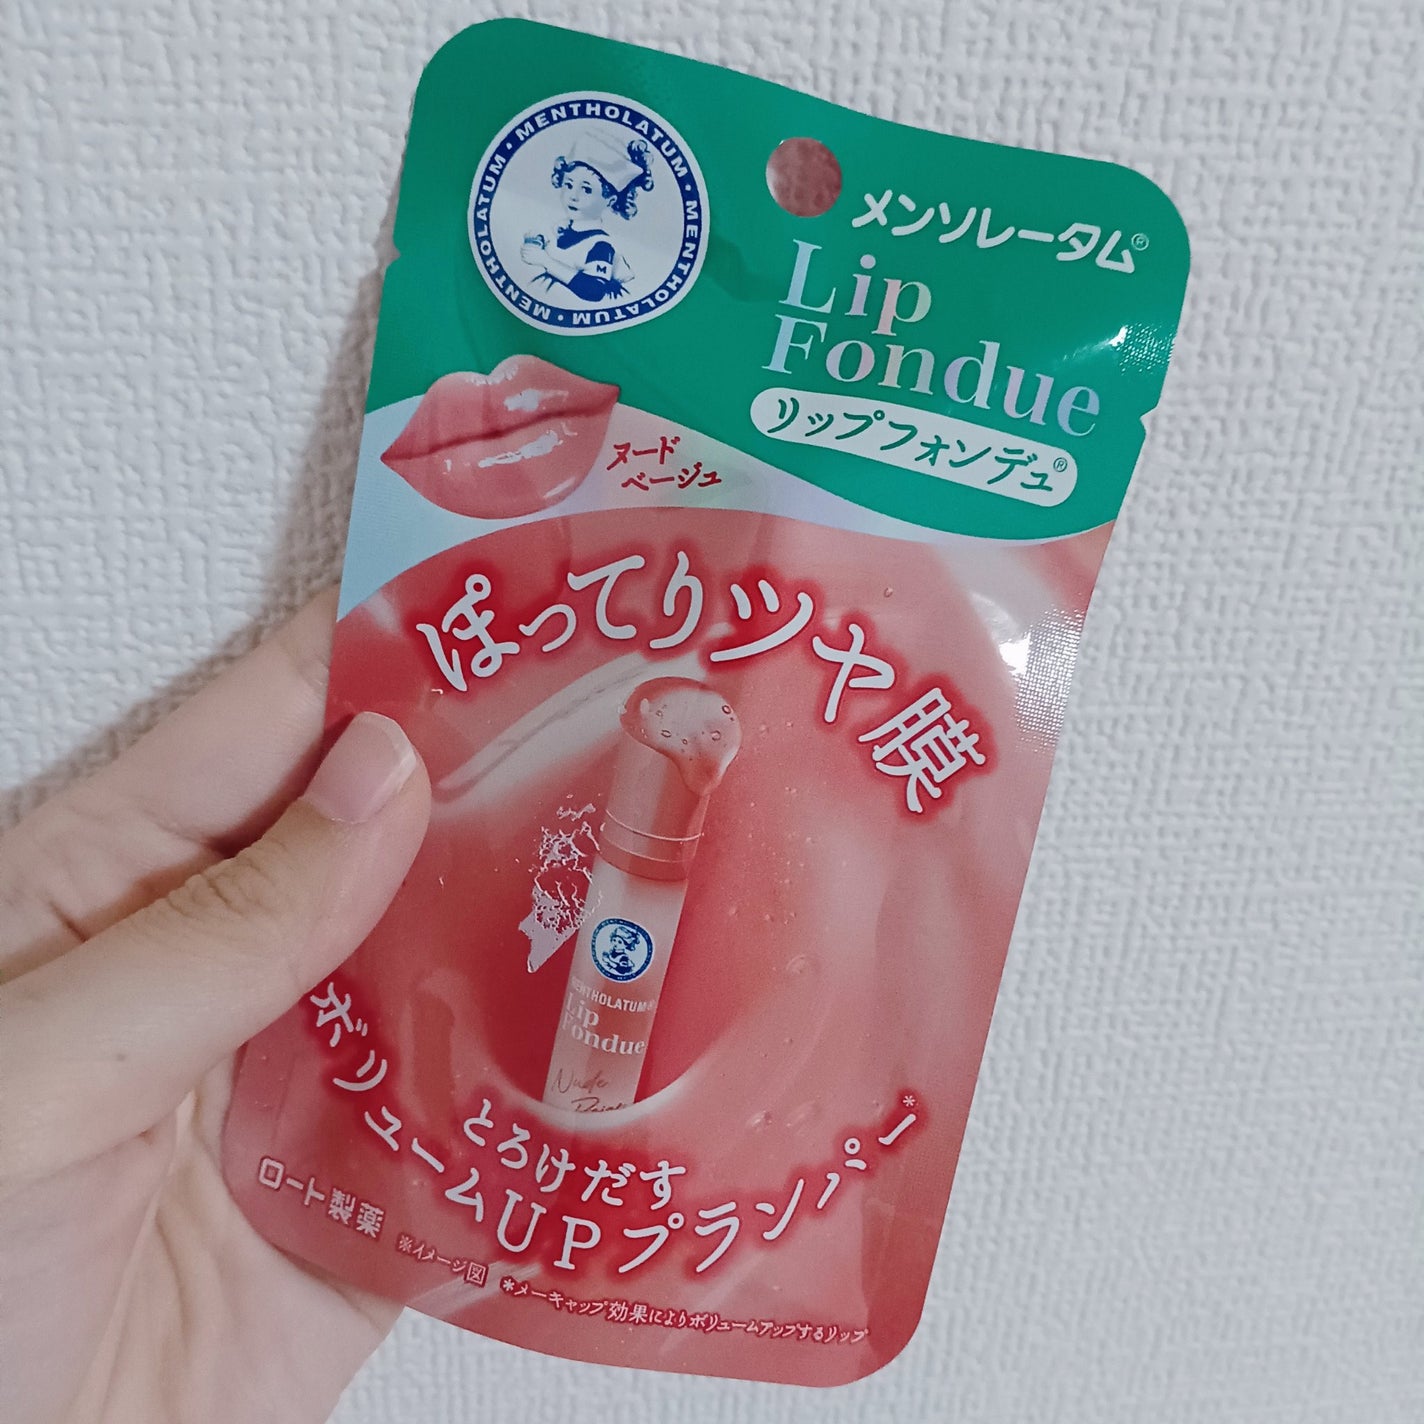 MENTHOLATUM・MENTHOLATUM・MENTHOLATUM・MENTHOLATUM・
M
メンソレータム®
Lip
Fondue
リップフォンデュ®
ヌード
ベージュ
ぽってりツヤ膜
MENTHOLATUM®
Lip
Fondue
Nude
とろけだす
ボリュームUPプランパー*
ロート製薬
※イメージ図
*メーキャップ効果によりボリュームアップするリップ